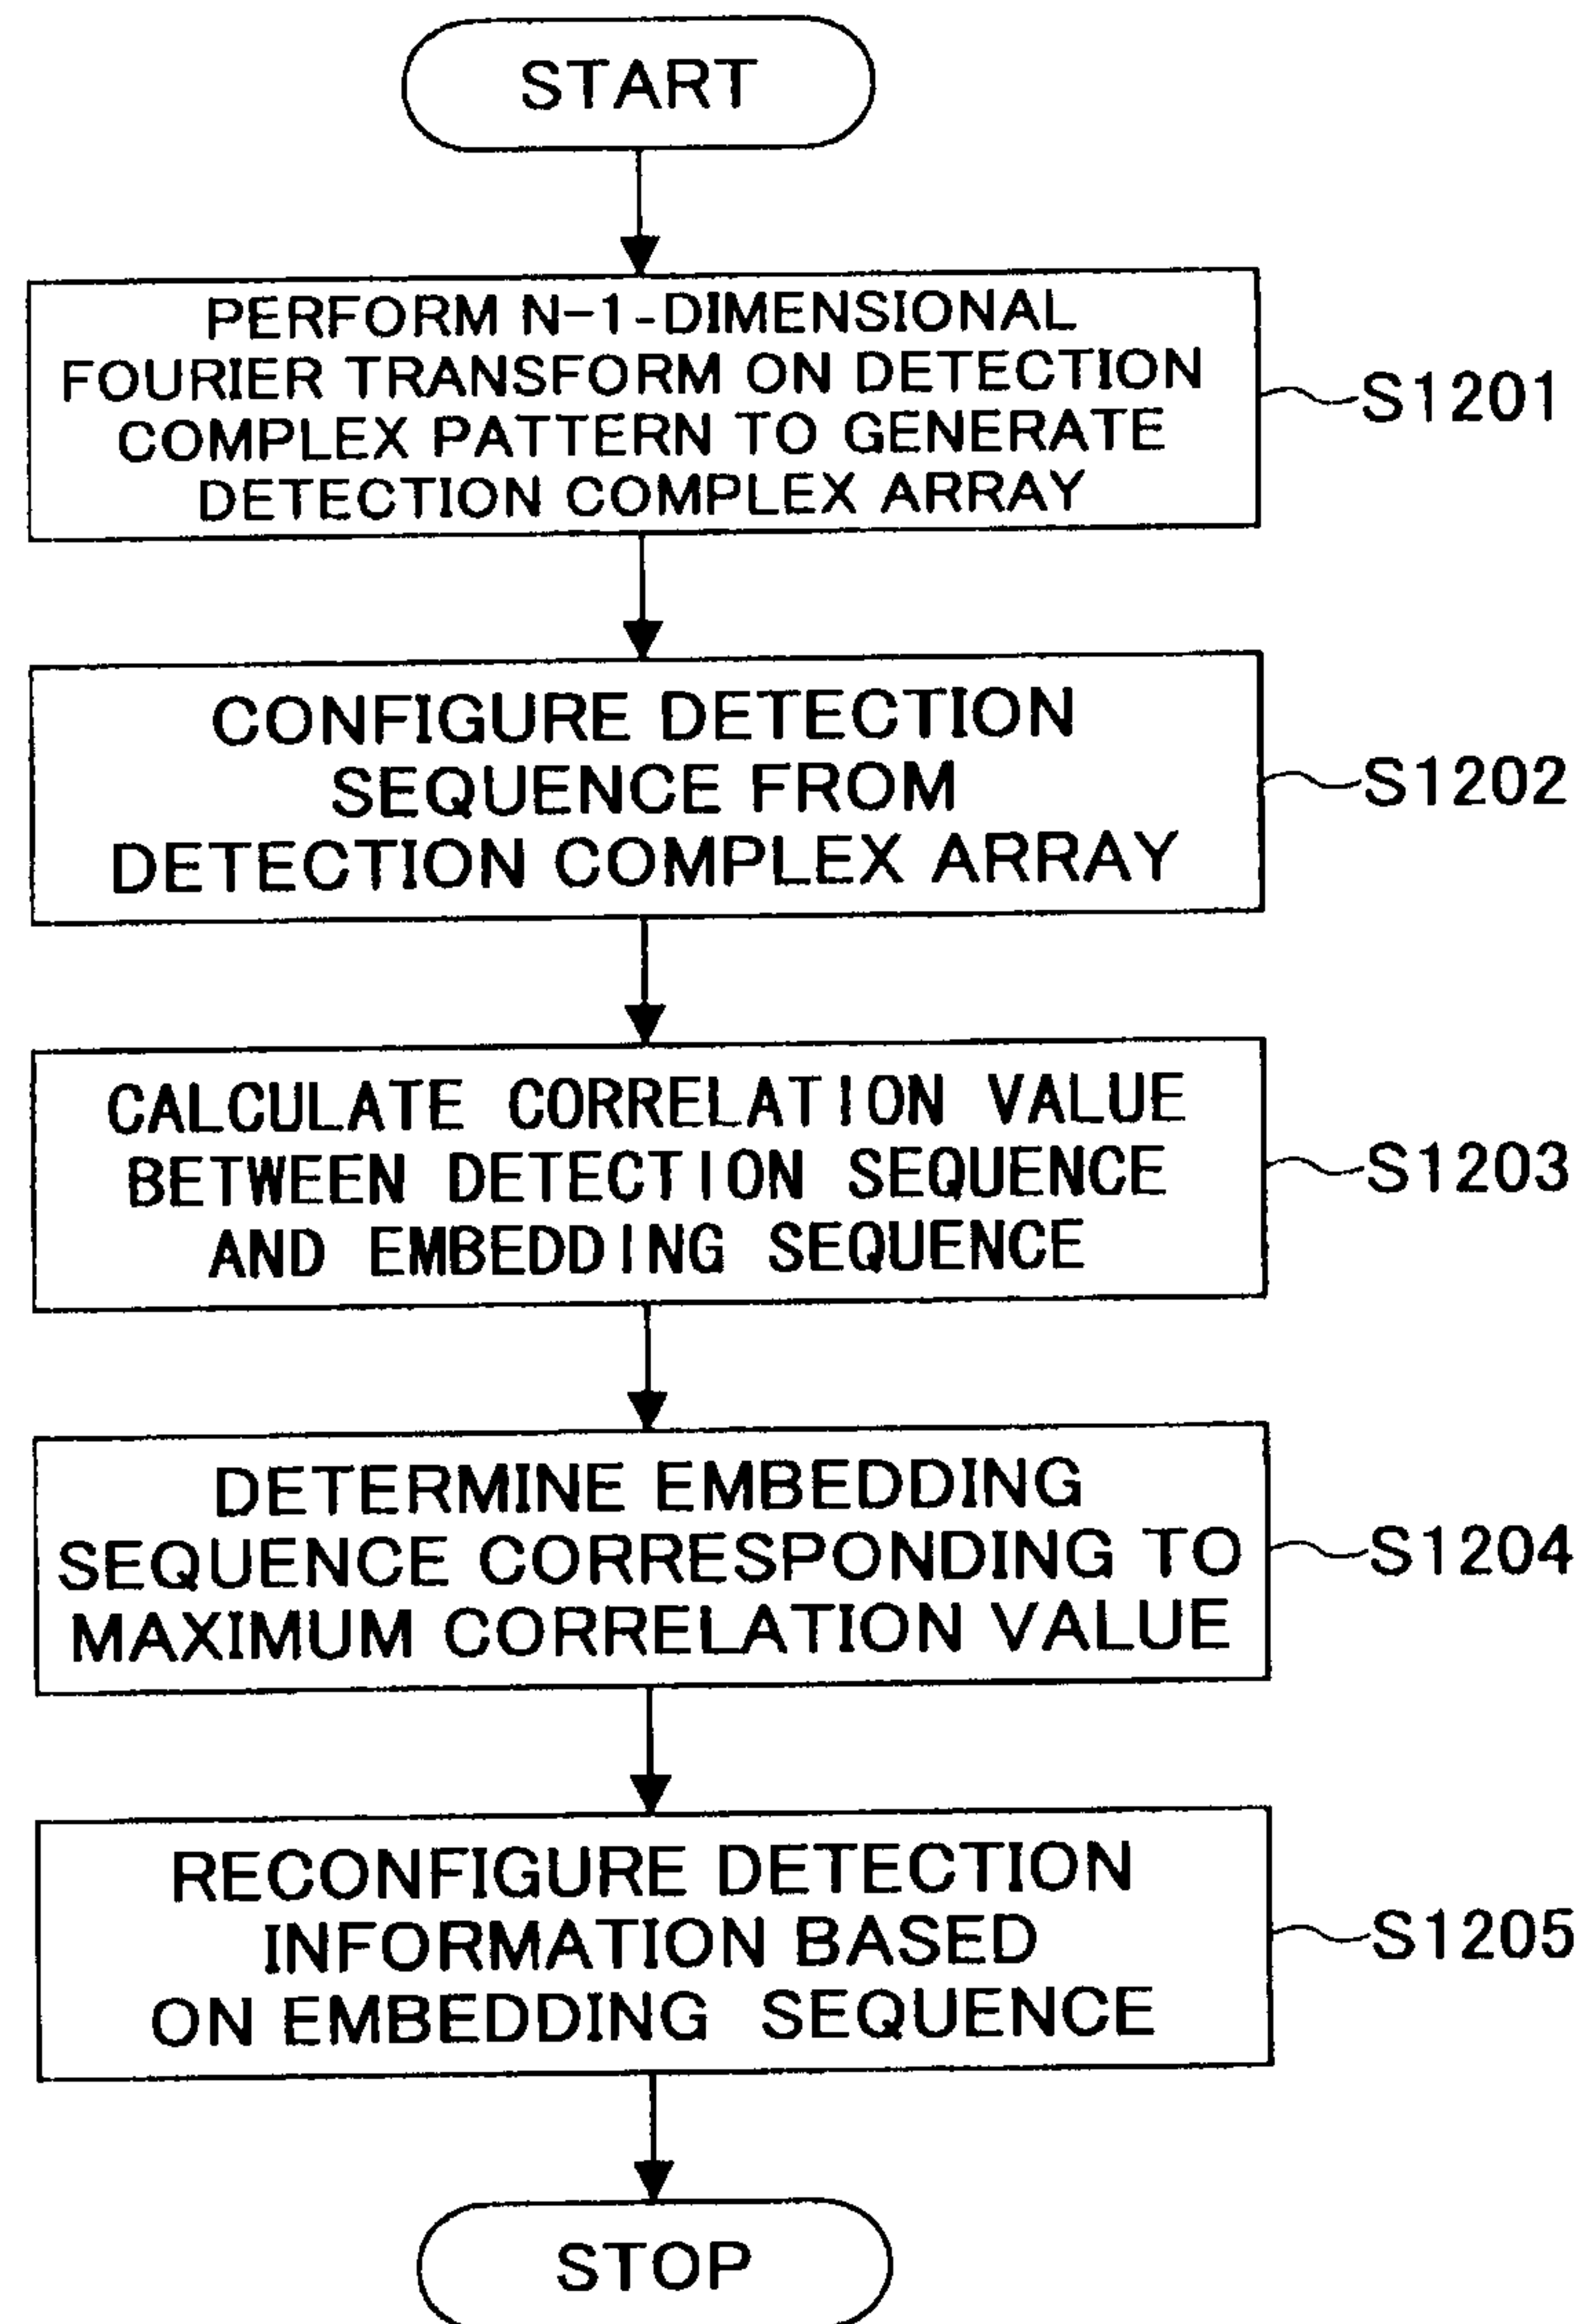 START
PERFORM N-1-DIMENSIONAL
FOURIER TRANSFORM ON DETECTION
COMPLEX PATTERN TO GENERATE
DETECTION COMPLEX ARRAY
S1201
CONFIGURE DETECTION
SEQUENCE FROM
DETECTION COMPLEX ARRAY
S1202
CALCULATE CORRELATION VALUE
BETWEEN DETECTION SEQUENCE
AND EMBEDDING SEQUENCE
S1203
DETERMINE EMBEDDING
SEQUENCE CORRESPONDING TO
MAXIMUM CORRELATION VALUE
S1204
RECONFIGURE DETECTION
INFORMATION BASED
ON EMBEDDING SEQUENCE
S1205
STOP